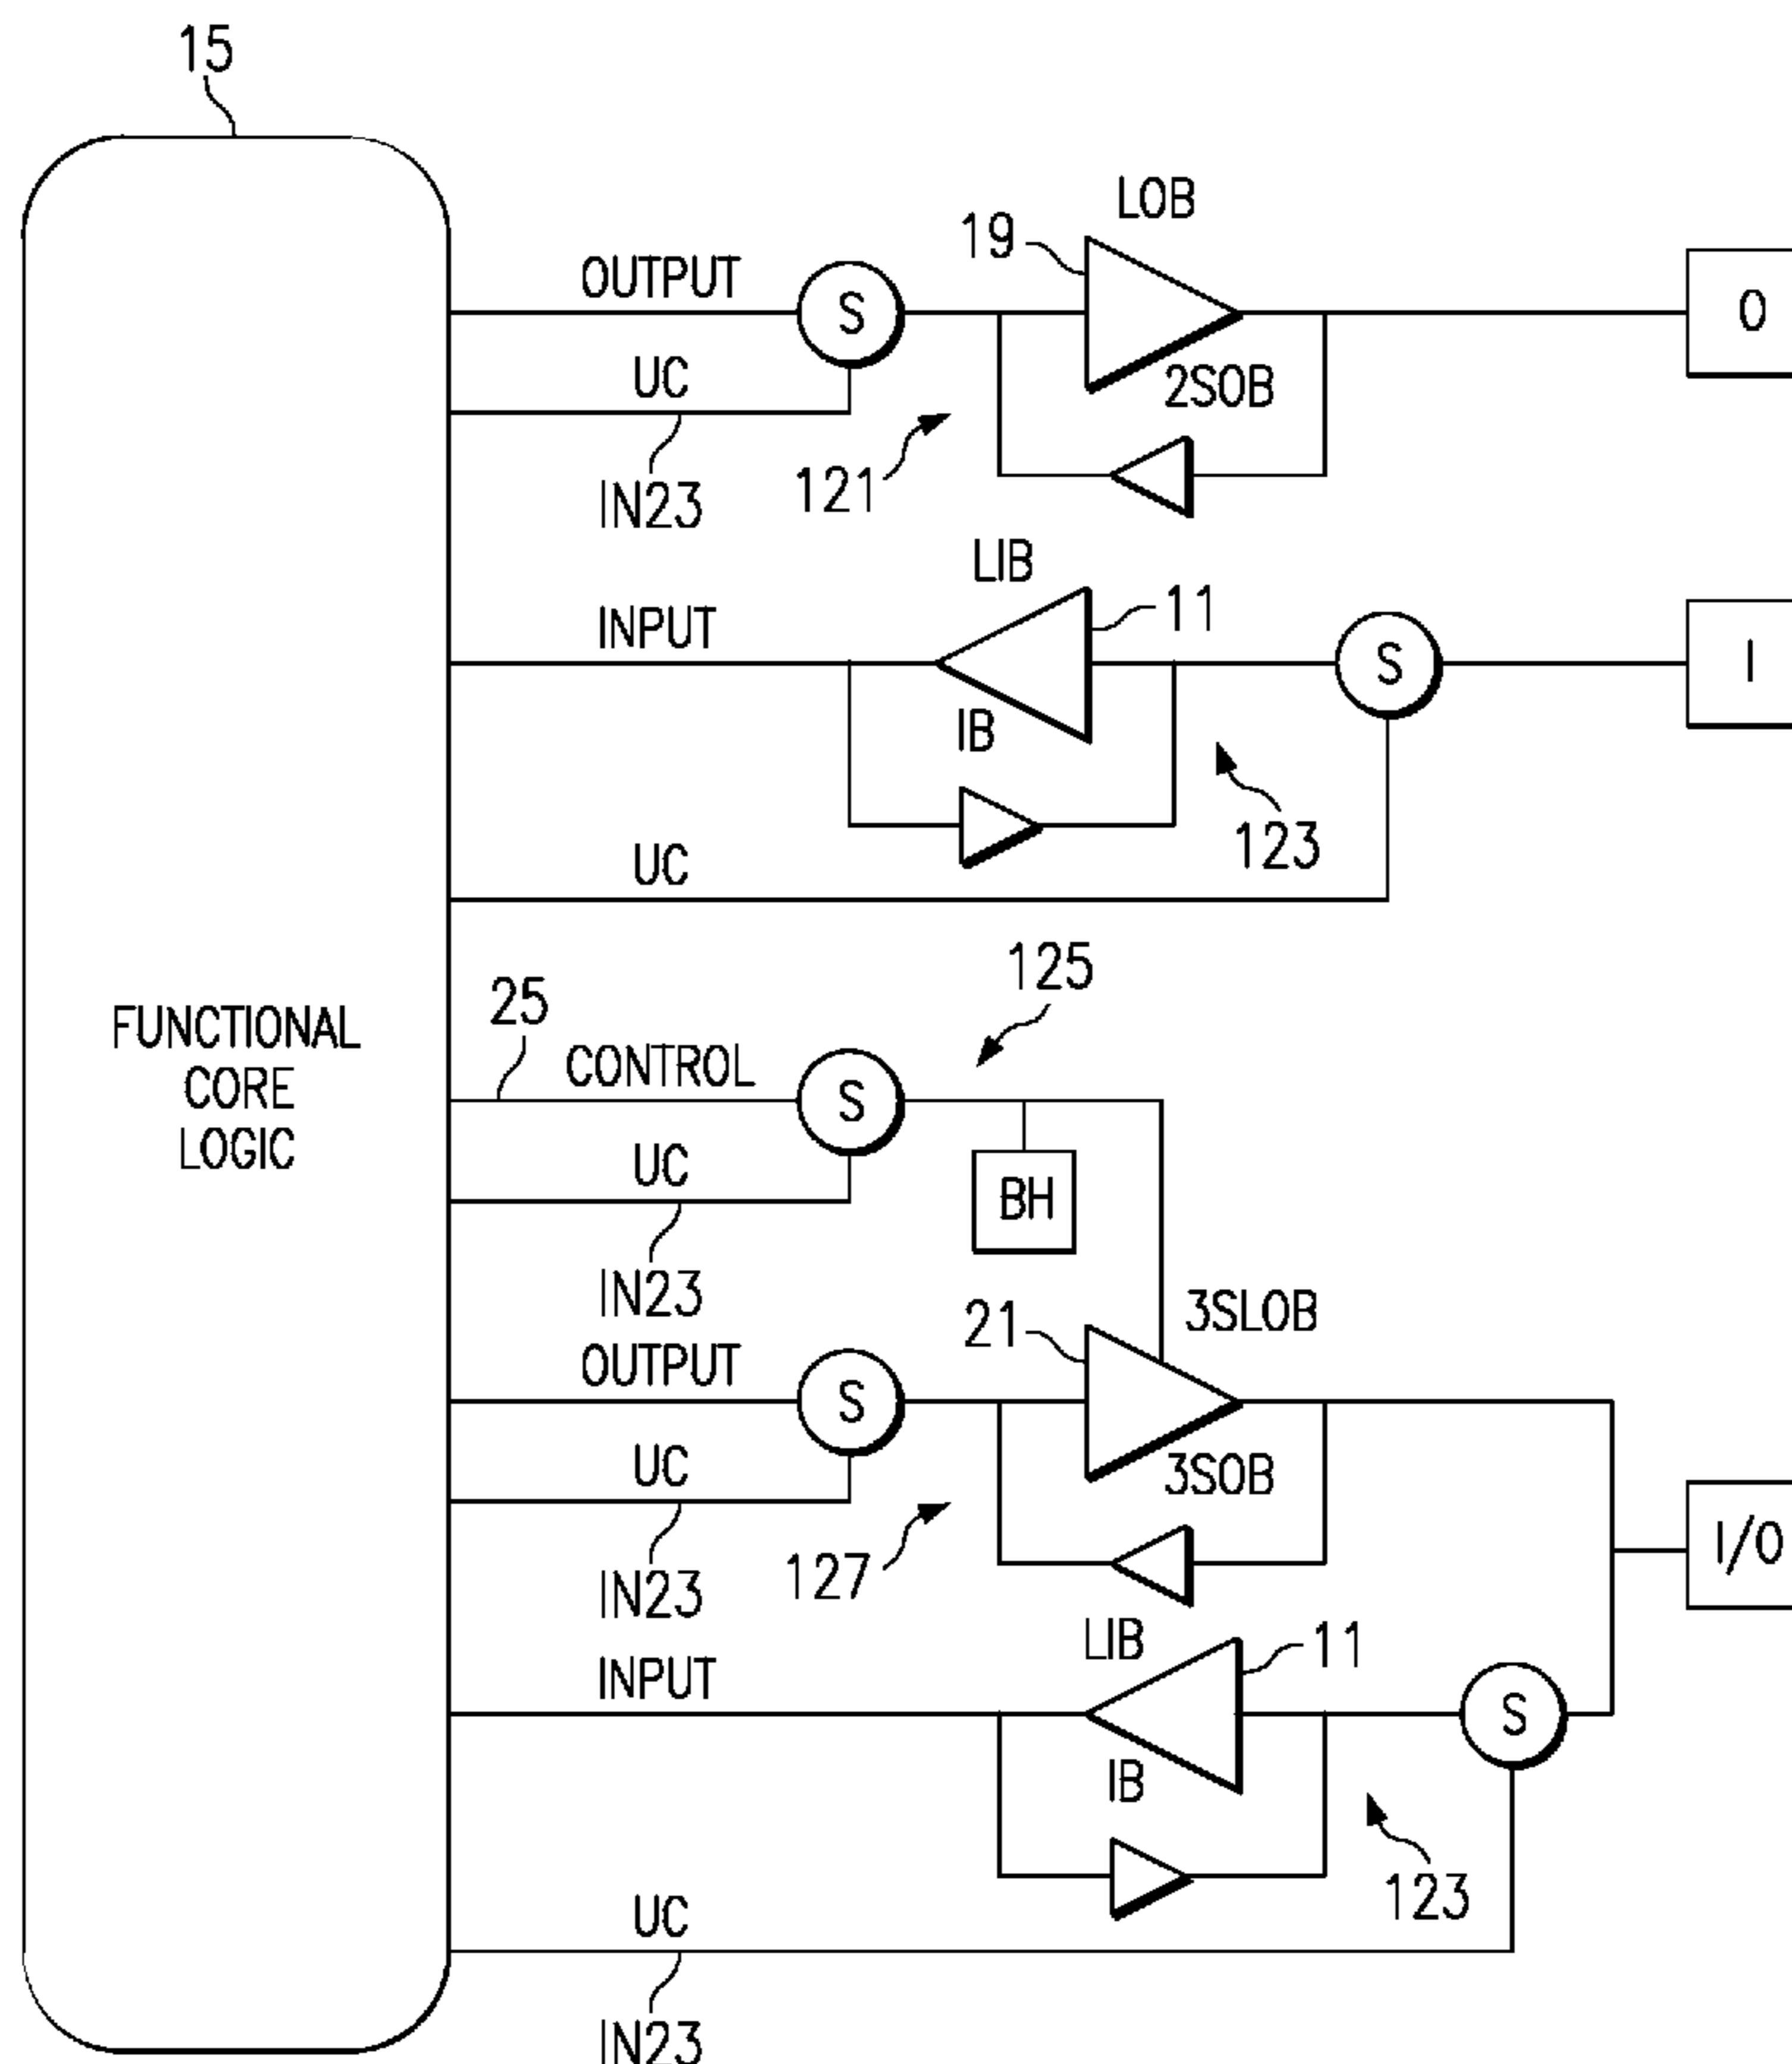 15
LOB
19
OUTPUT
S
O
UC
2SOB
121
IN23
LIB
INPUT
11
S
I
IB
123
UC
125
25
FUNCTIONAL
CORE
LOGIC
CONTROL
S
UC
BH
IN23
21
3SLOB
OUTPUT
S
UC
3SOB
127
I/O
IN23
LIB
11
INPUT
S
IB
123
UC
IN23